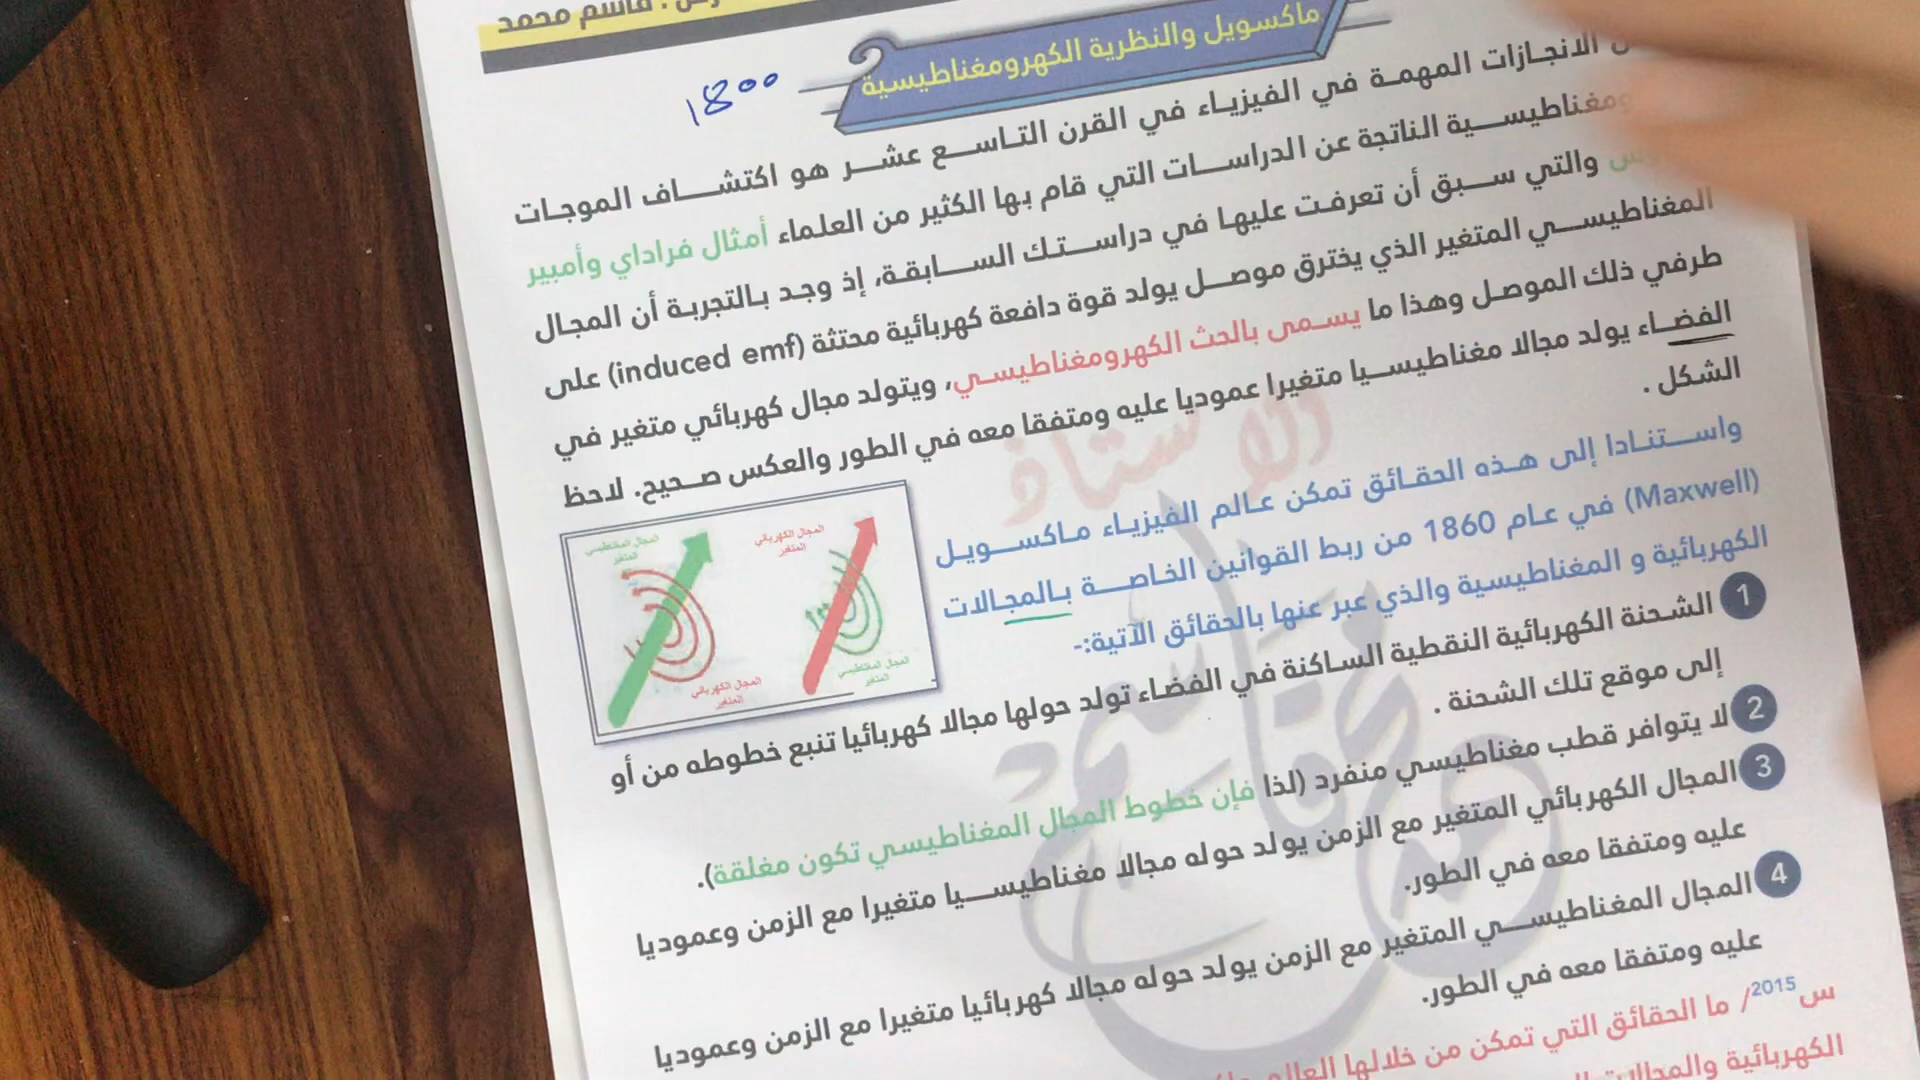 قاسم محمد
ماكسويل والنظرية الكهرومغناطيسية
1800
الانجازات المهمة في الفيزياء في القرن التاسع عشر هو اكتشاف الموجات
الناتجة عن الدراسات التي قام بها الكثير من العلماء أمثال فراداي وأمبير
والتي سبق أن تعرفت عليها في دراستك السابقة، إذ وجد بالتجربة أن المجال
المغناطيسي المتغير الذي يخترق موصل يولد قوة دافعة كهربائية محتثة (induced emf) على
طرفي ذلك الموصل وهذا ما يسمى بالحث الكهرومغناطيسي، ويتولد مجال كهربائي متغير في
الفضاء يولد مجالا مغناطيسيا متغيرا عموديا عليه ومتفقا معه في الطور والعكس صحيح. لاحظ
الشكل .
واستنادا إلى هذه الحقائق تمكن عالم الفيزياء ماكسويل
(Maxwell) في عام 1860 من ربط القوانين الخاصة بالمجالات
الكهربائية و المغناطيسية والذي عبر عنها بالحقائق الآتية:-
المجال الكهربائي
المتغير
المجال المغناطيسي
المتغير
المجال المغناطيسي
المتغير
المجال الكهربائي
المتغير
1 الشحنة الكهربائية النقطية الساكنة في الفضاء تولد حولها مجالا كهربائيا تنبع خطوطه من أو
إلى موقع تلك الشحنة .
2 لا يتوافر قطب مغناطيسي منفرد (لذا فإن خطوط المجال المغناطيسي تكون مغلقة).
3 المجال الكهربائي المتغير مع الزمن يولد حوله مجالا مغناطيسيا متغيرا مع الزمن وعموديا
عليه ومتفقا معه في الطور.
4 المجال المغناطيسي المتغير مع الزمن يولد حوله مجالا كهربائيا متغيرا مع الزمن وعموديا
عليه ومتفقا معه في الطور.
س2015/ ما الحقائق التي تمكن من خلالها العالم
الكهربائية والمجالات
الأستاذ
محمد قاسم